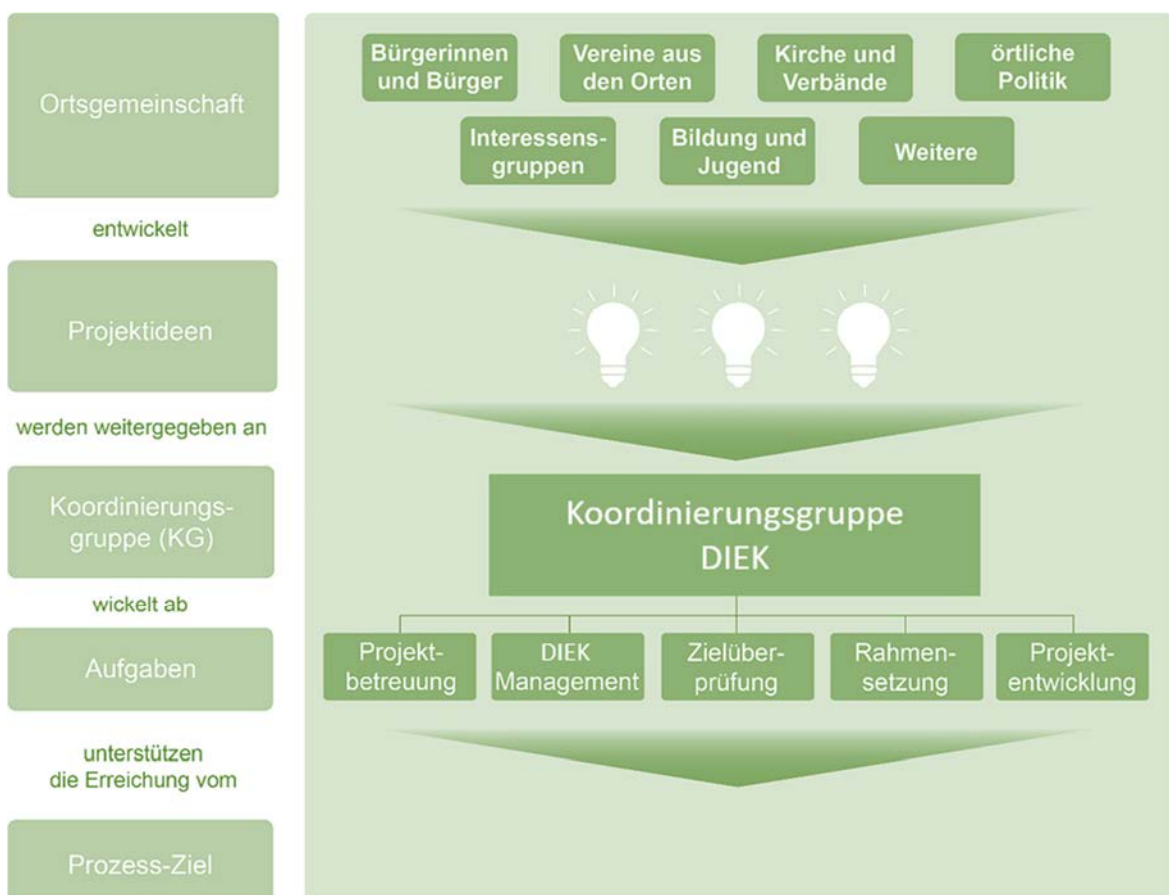 Ortsgemeinschaft
entwickelt
Projektideen
werden weitergegeben an
Koordinierungs-
gruppe (KG)
wickelt ab
Aufgaben
unterstützen
die Erreichung vom
Prozess-Ziel
Bürgerinnen
und Bürger
Vereine aus
den Orten
Kirche und
Verbände
örtliche
Politik
Interessens-
gruppen
Bildung und
Jugend
Weitere
Koordinierungsgruppe
DIEK
Projekt-
betreuung
DIEK
Management
Zielüber-
prüfung
Rahmen-
setzung
Projekt-
entwicklung